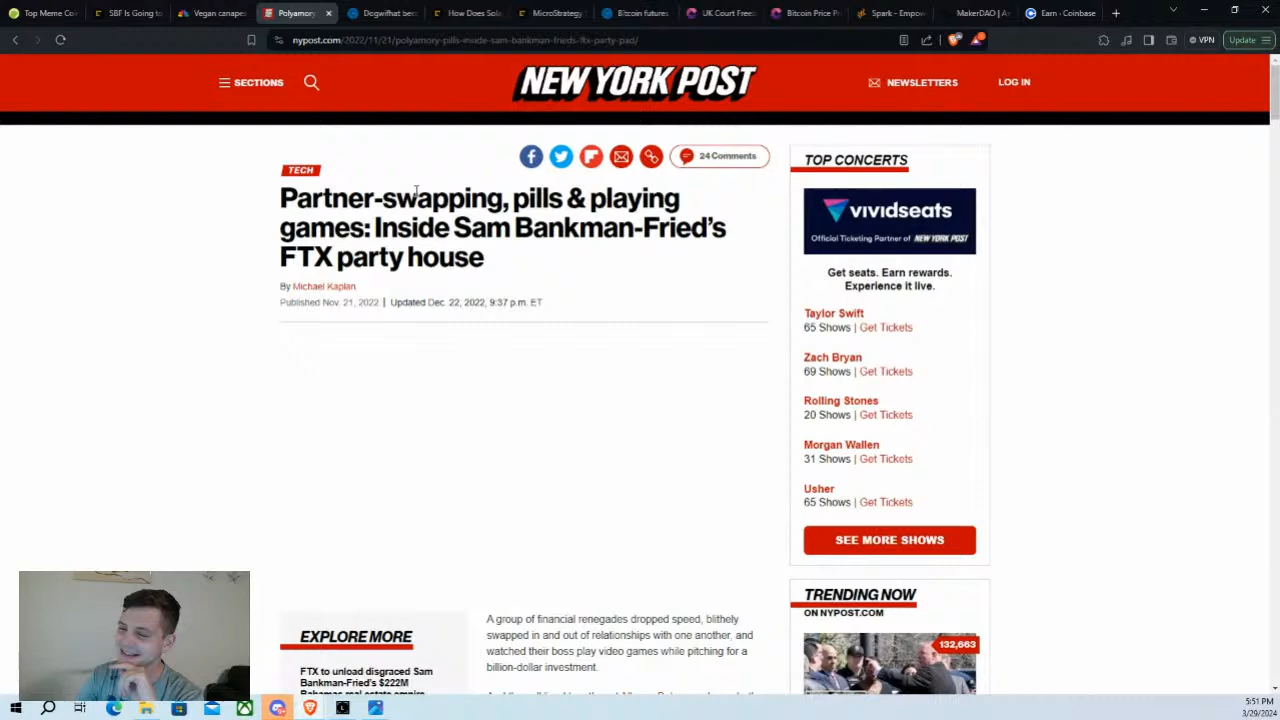 Top Meme Coi
SBF Is Going to
Vegan canapes
Polyamory
Dogwifhat bec
How Does Sola
MicroStrategy
Bitcoin futures
UK Court Free
Bitcoin Price P
Spark - Empow
MakerDAO | A
Earn - Coinbase
nypost.com/2022/11/21/polyamory-pills-inside-sam-bankman-frieds-ftx-party-pad/
VPN
Update
SECTIONS
NEW YORK POST
NEWSLETTERS
LOG IN
24 Comments
TECH
Partner-swapping, pills & playing
games: Inside Sam Bankman-Fried's
FTX party house
By Michael Kaplan
Published Nov. 21, 2022 | Updated Dec. 22, 2022, 9:37 p.m. ET
EXPLORE MORE
FTX to unload disgraced Sam
Bankman-Fried's $222M
Bahamas real estate empire
A group of financial renegades dropped speed, blithely
swapped in and out of relationships with one another, and
watched their boss play video games while pitching for a
billion-dollar investment.
TOP CONCERTS
vividseats
Official Ticketing Partner of NEW YORK POST
Get seats. Earn rewards.
Experience it live.
Taylor Swift
65 Shows | Get Tickets
Zach Bryan
69 Shows | Get Tickets
Rolling Stones
20 Shows | Get Tickets
Morgan Wallen
31 Shows | Get Tickets
Usher
65 Shows | Get Tickets
SEE MORE SHOWS
TRENDING NOW
ON NYPOST.COM
132,663
5:51 PM
3/29/2024